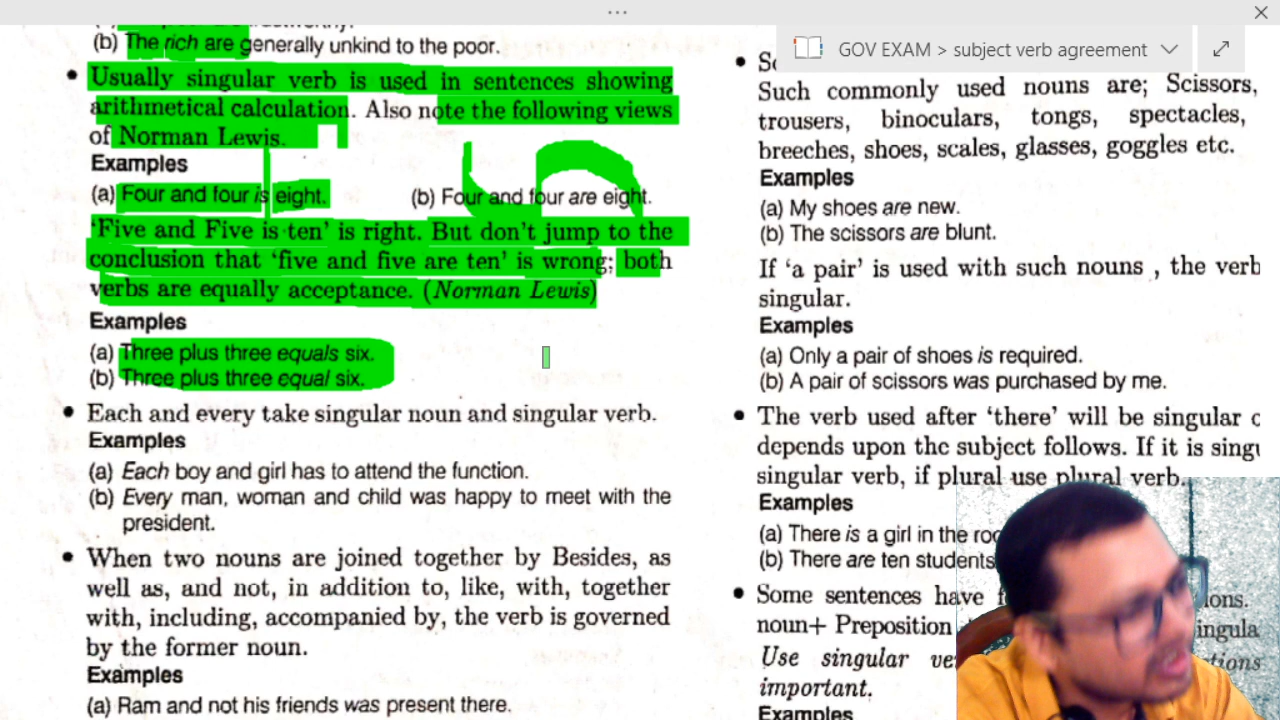 GOV EXAM > subject verb agreement
(b) The rich are generally unkind to the poor.
• Usually singular verb is used in sentences showing
arithmetical calculation. Also note the following views
of Norman Lewis.
Examples
(a) Four and four is eight. (b) Four and four are eight.
'Five and Five is ten' is right. But don't jump to the
conclusion that 'five and five are ten' is wrong; both
verbs are equally acceptance. (Norman Lewis)
Examples
(a) Three plus three equals six.
(b) Three plus three equal six.
• Each and every take singular noun and singular verb.
Examples
(a) Each boy and girl has to attend the function.
(b) Every man, woman and child was happy to meet with the
president.
• When two nouns are joined together by Besides, as
well as, and not, in addition to, like, with, together
with, including, accompanied by, the verb is governed
by the former noun.
Examples
(a) Ram and not his friends was present there.
Such commonly used nouns are; Scissors,
trousers, binoculars, tongs, spectacles,
breeches, shoes, scales, glasses, goggles etc.
Examples
(a) My shoes are new.
(b) The scissors are blunt.
If 'a pair' is used with such nouns , the verb
singular.
Examples
(a) Only a pair of shoes is required.
(b) A pair of scissors was purchased by me.
• The verb used after 'there' will be singular
depends upon the subject follows. If it is
singular verb, if plural use plural verb.
Examples
(a) There is a girl in the
(b) There are ten students
• Some sentences have
noun+ Preposition
Use singular
important.
Examples